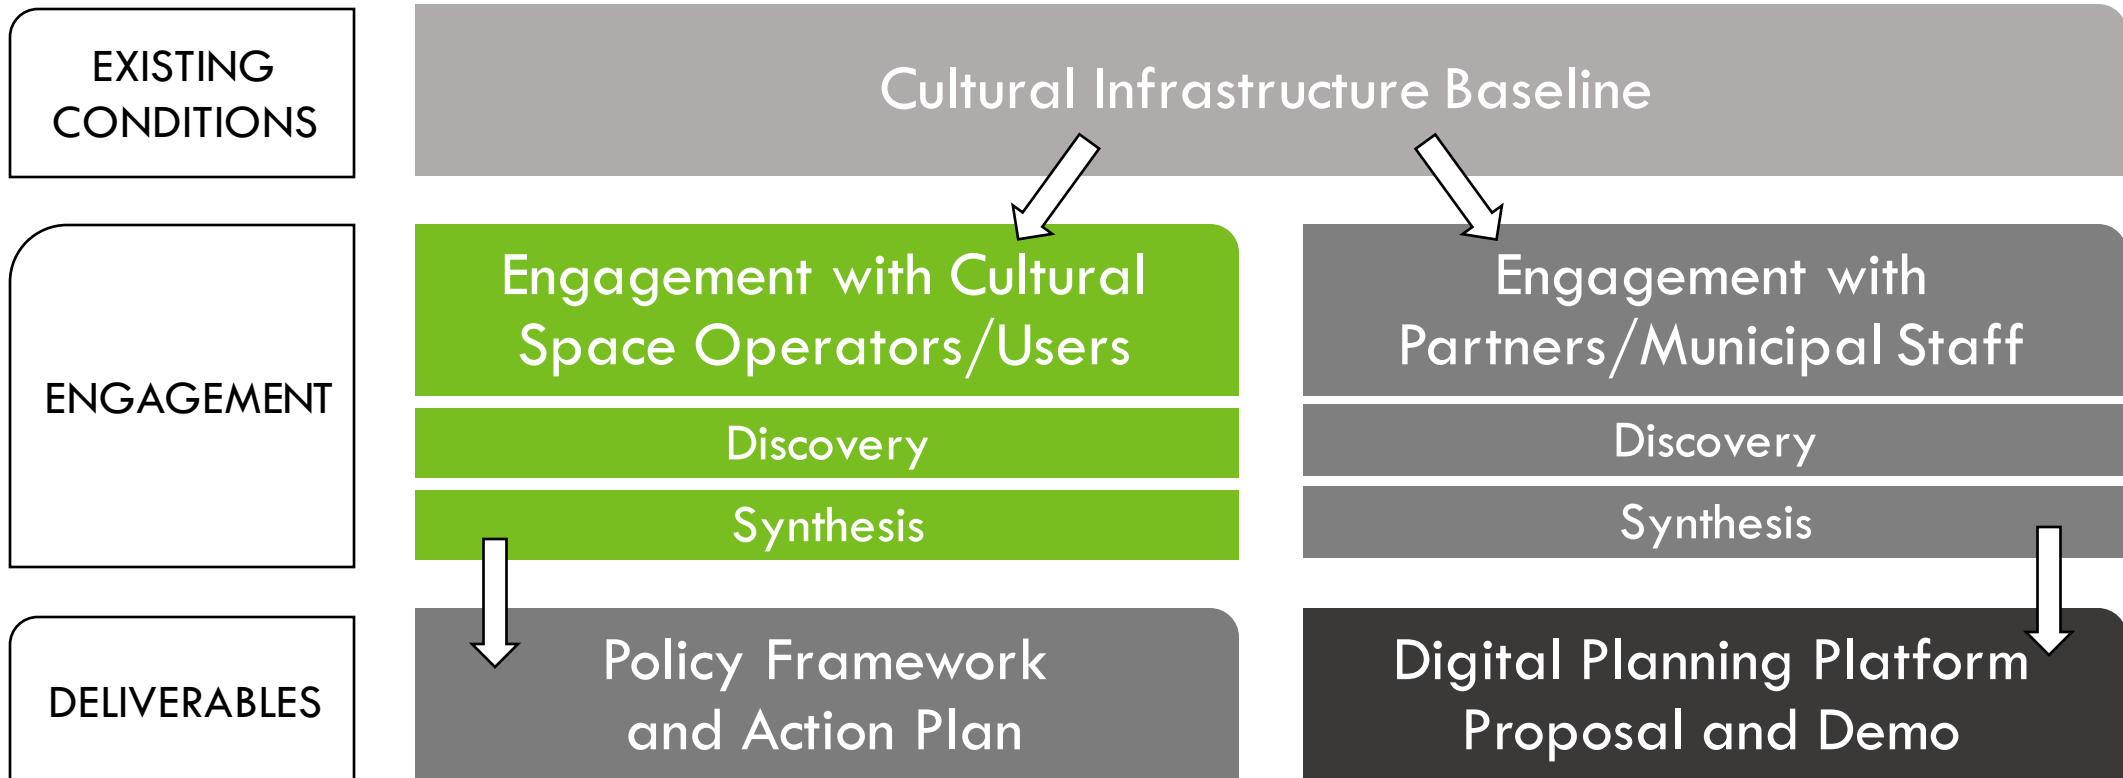 EXISTING
CONDITIONS
Cultural Infrastructure Baseline
ENGAGEMENT
Engagement with Cultural
Space Operators/Users
Discovery
Synthesis
Engagement with
Partners/Municipal Staff
Discovery
Synthesis
DELIVERABLES
Policy Framework
and Action Plan
Digital Planning Platform
Proposal and Demo